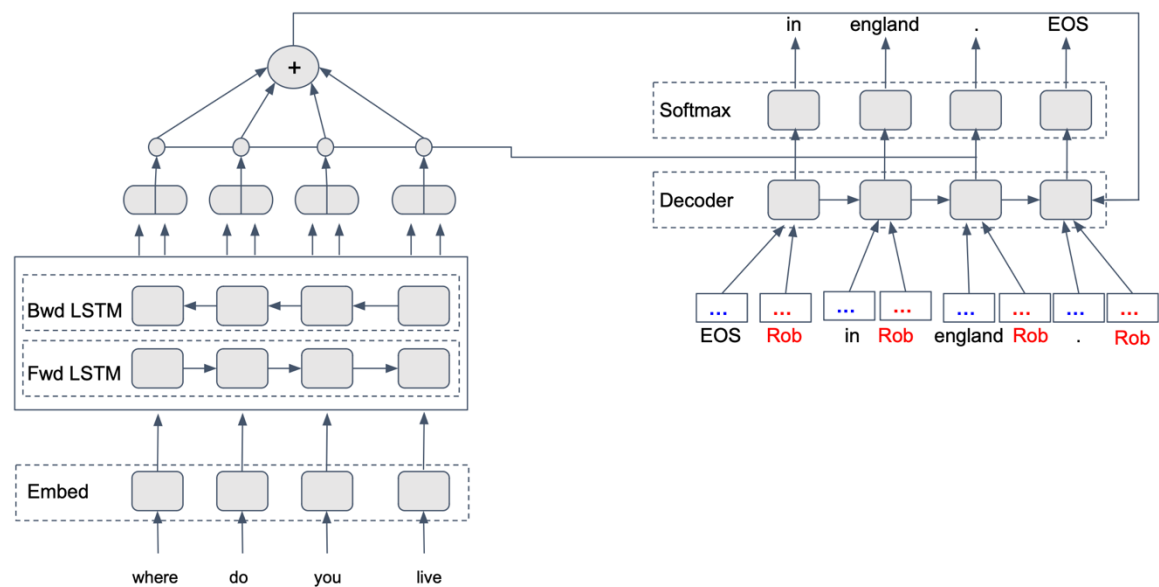 in england . EOS
+
Softmax
Decoder
... ... ... ... ... ... ... ...
EOS Rob in Rob england Rob . Rob
Bwd LSTM
Fwd LSTM
Embed
where do you live